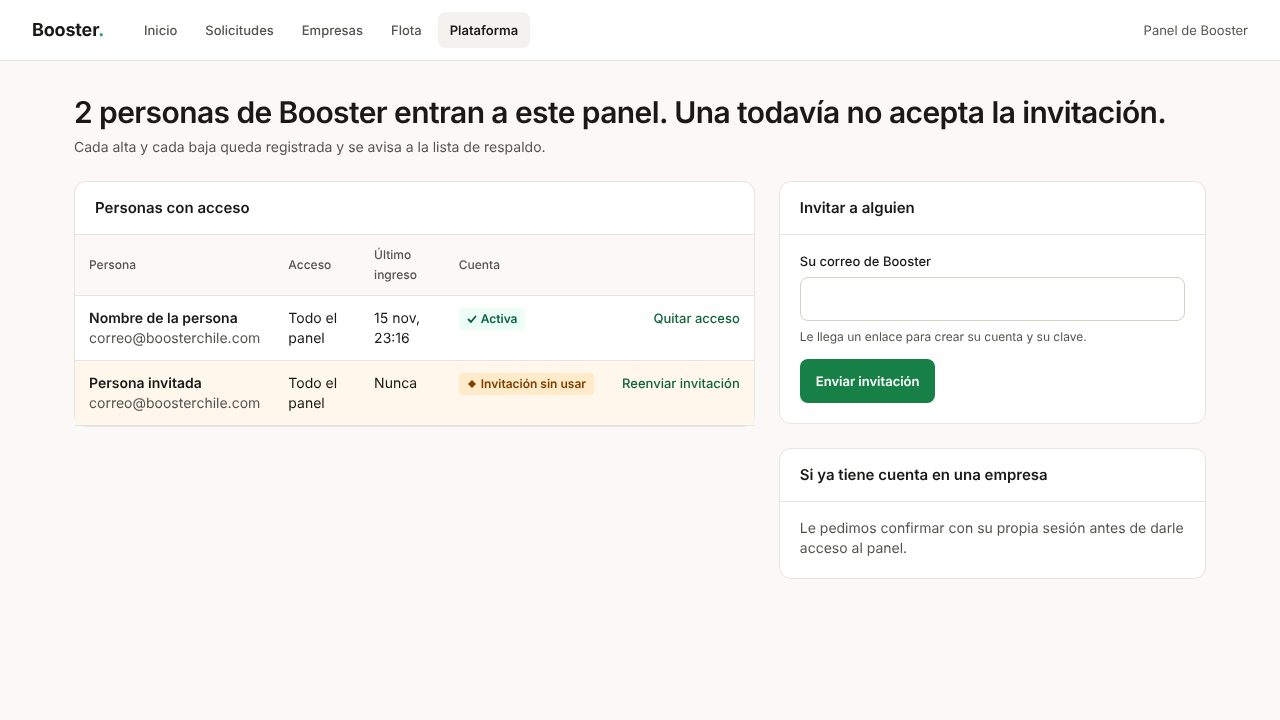 Booster.
Inicio
Solicitudes
Empresas
Flota
Plataforma
Panel de Booster
2 personas de Booster entran a este panel. Una todavía no acepta la invitación.
Cada alta y cada baja queda registrada y se avisa a la lista de respaldo.
Personas con acceso
Persona
Acceso
Último
ingreso
Cuenta
Nombre de la persona
correo@boosterchile.com
Todo el
panel
15 nov,
23:16
Activa
Quitar acceso
Persona invitada
correo@boosterchile.com
Todo el
panel
Nunca
Invitación sin usar
Reenviar invitación
Invitar a alguien
Su correo de Booster
Le llega un enlace para crear su cuenta y su clave.
Enviar invitación
Si ya tiene cuenta en una empresa
Le pedimos confirmar con su propia sesión antes de darle
acceso al panel.